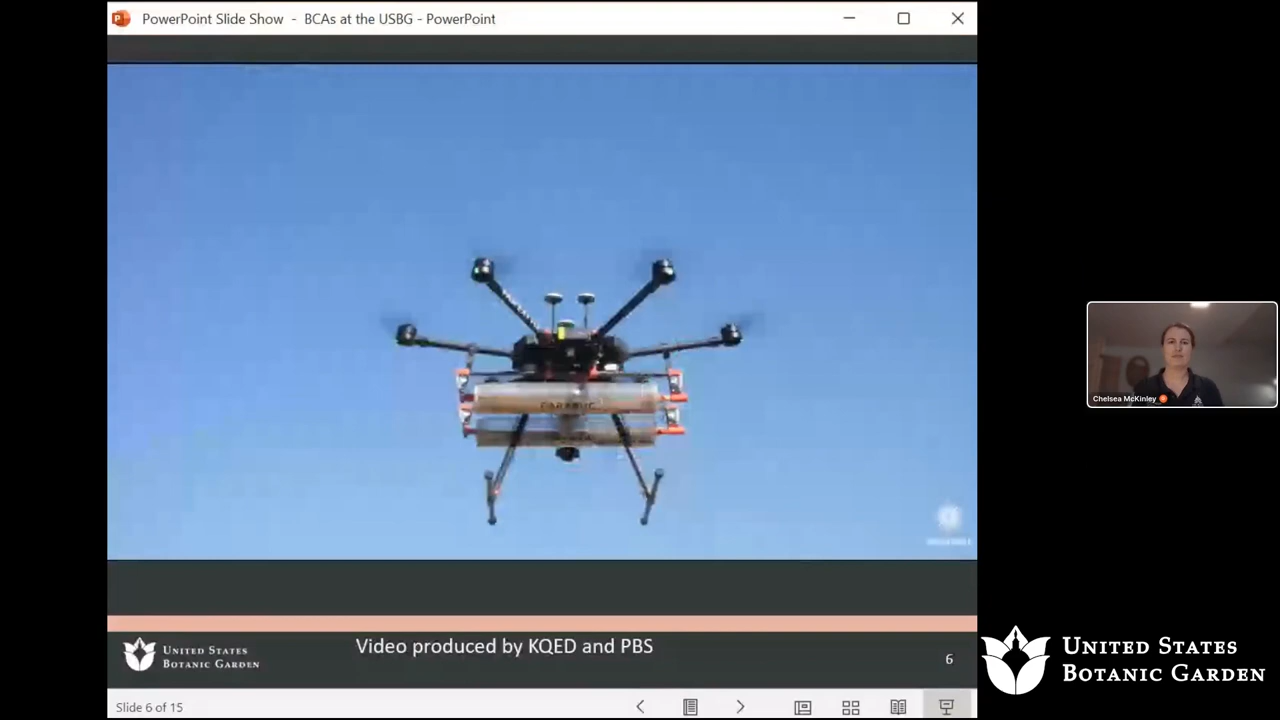 PowerPoint Slide Show - BCAs at the USBG - PowerPoint
PARABUG
Chelsea McKinley
UNITED STATES
BOTANIC GARDEN
Video produced by KQED and PBS
6
UNITED STATES
BOTANIC GARDEN
Slide 6 of 15